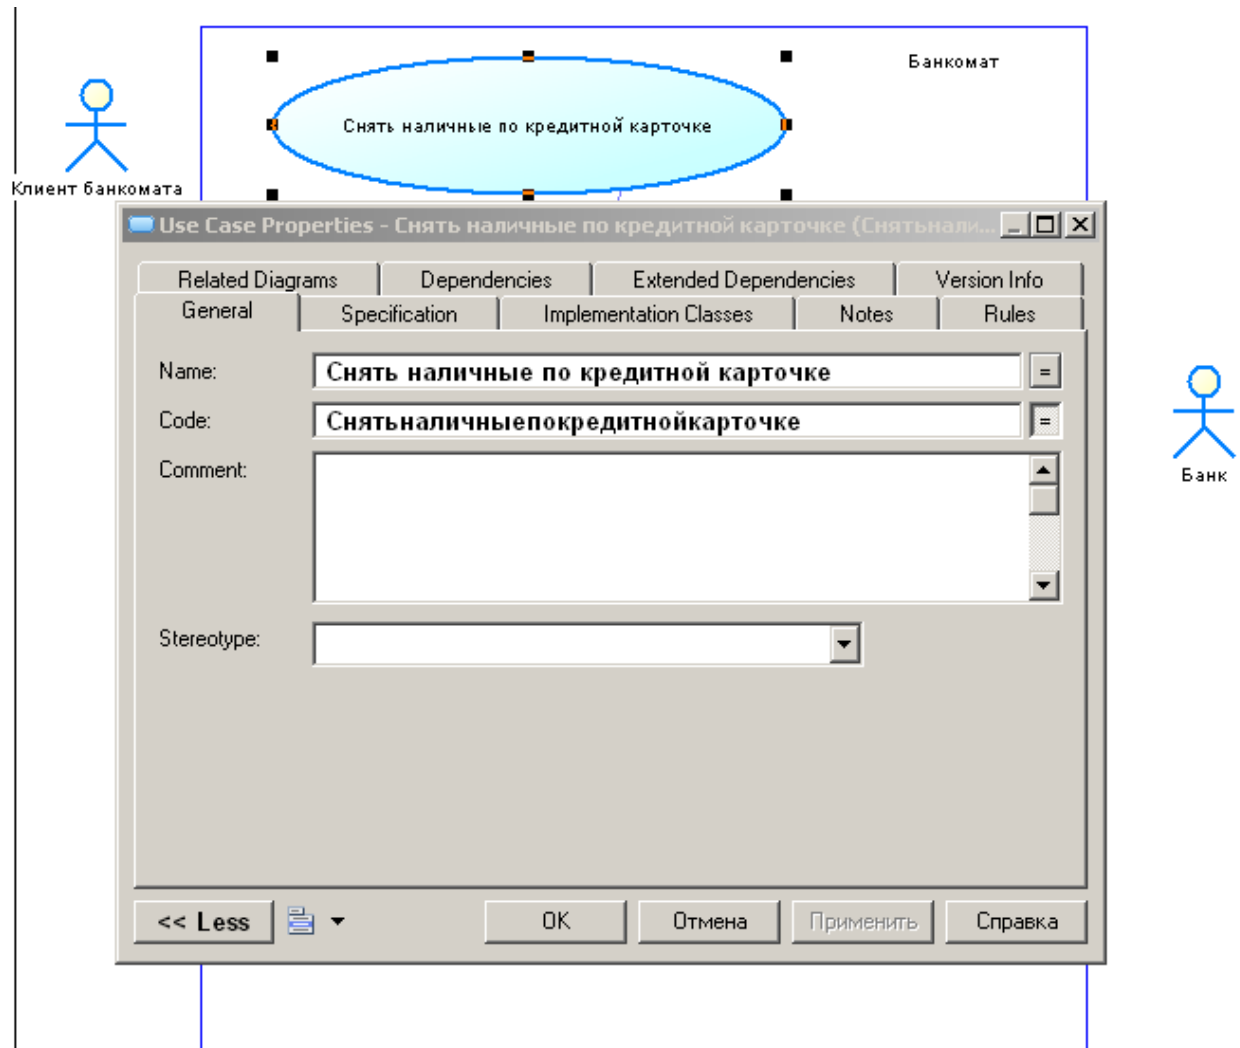 Банкомат
Снять наличные по кредитной карточке
Клиент банкомата
Use Case Properties - Снять наличные по кредитной карточке (Снятьнали...
Related Diagrams Dependencies Extended Dependencies Version Info
General Specification Implementation Classes Notes Rules
Name: Снять наличные по кредитной карточке =
Code: Снятьналичныепокредитнойкарточке =
Comment:
Банк
Stereotype:
<< Less OK Отмена Применить Справка